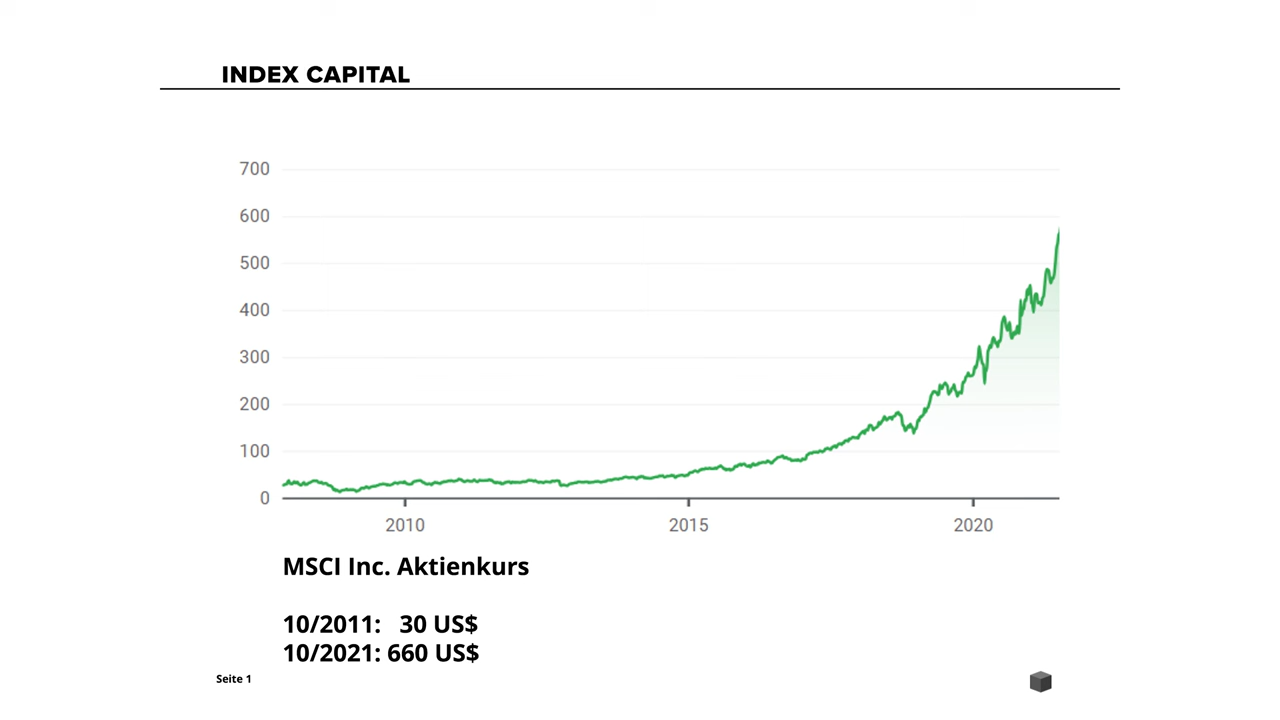 INDEX CAPITAL
700
600
500
400
300
200
100
0
2010 2015 2020
MSCI Inc. Aktienkurs
10/2011: 30 US$
10/2021: 660 US$
Seite 1